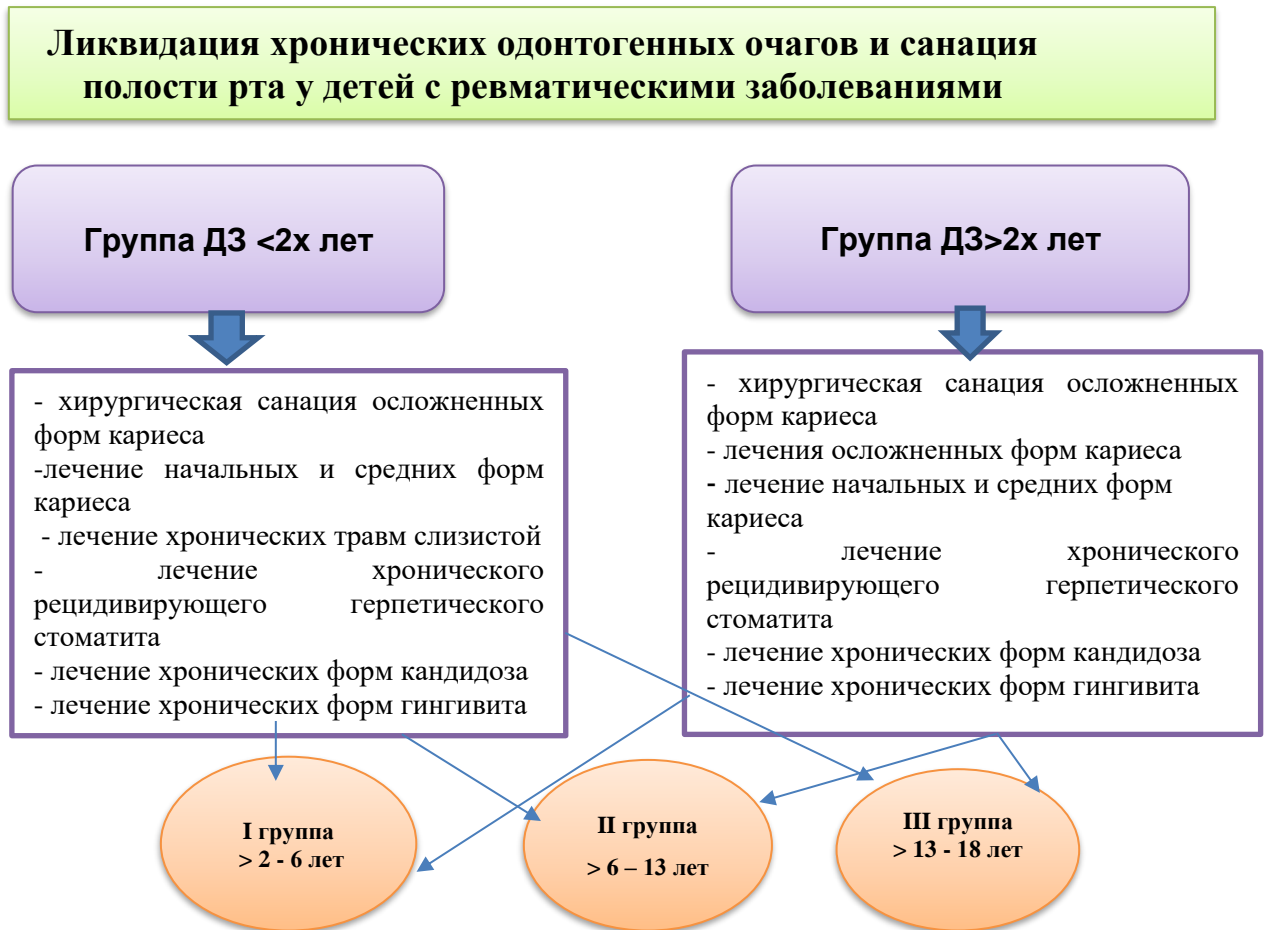 Ликвидация хронических одонтогенных очагов и санация
полости рта у детей с ревматическими заболеваниями
Группа ДЗ <2х лет
Группа ДЗ>2х лет
- хирургическая санация осложненных
форм кариеса
-лечение начальных и средних форм
кариеса
- лечение хронических травм слизистой
- лечение хронического
рецидивирующего герпетического
стоматита
- лечение хронических форм кандидоза
- лечение хронических форм гингивита
- хирургическая санация осложненных
форм кариеса
- лечения осложненных форм кариеса
- лечение начальных и средних форм
кариеса
- лечение хронического
рецидивирующего герпетического
стоматита
- лечение хронических форм кандидоза
- лечение хронических форм гингивита
I группа
> 2 - 6 лет
II группа
> 6 – 13 лет
III группа
> 13 - 18 лет